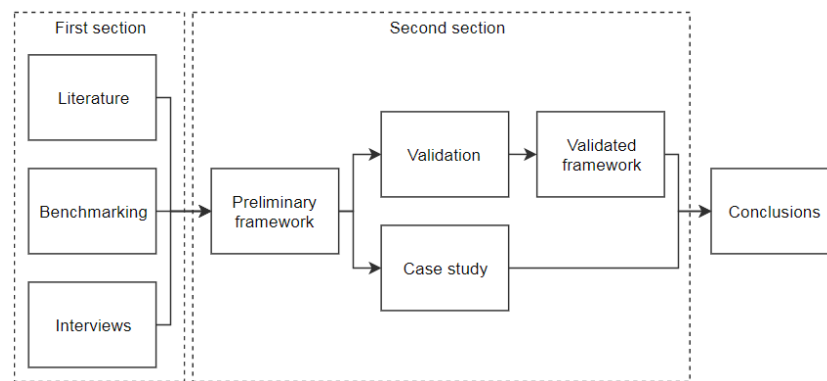 First section
Second section
Literature
Benchmarking
Interviews
Preliminary
framework
Validation
Case study
Validated
framework
Conclusions